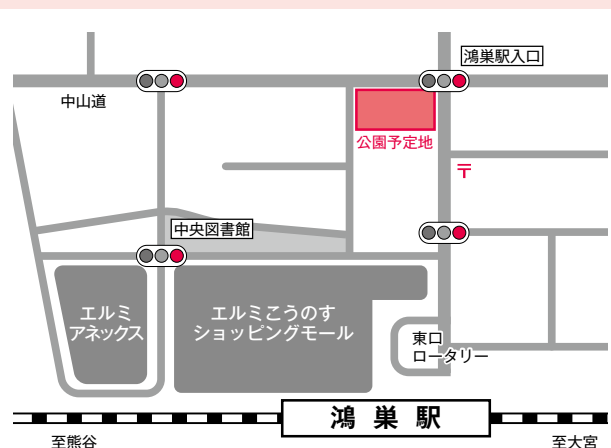 鴻巣駅入口
中山道
公園予定地
〒
中央図書館
エルミ
アネックス
エルミこうのす
ショッピングモール
東口
ロータリー
鴻巣駅
至熊谷
至大宮